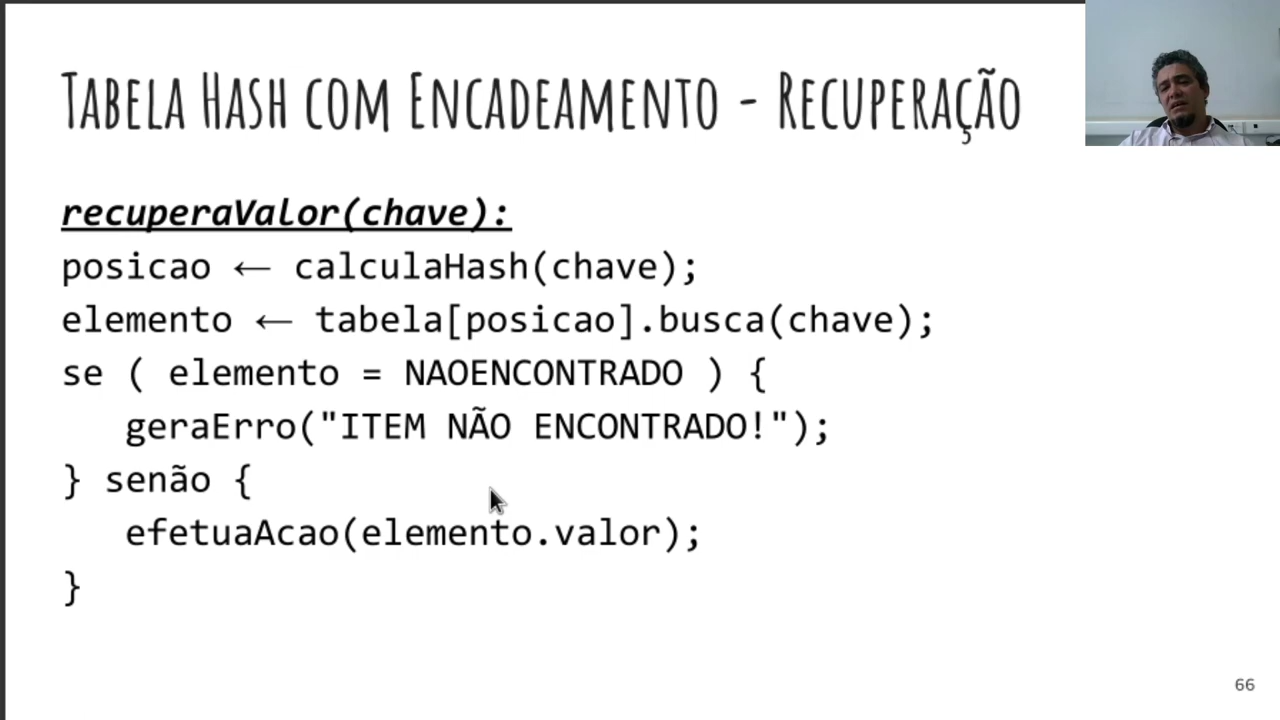 Tabela Hash com Encadeamento - Recuperação
recuperaValor(chave):
posicao ⟵ calculaHash(chave);
elemento ⟵ tabela[posicao].busca(chave);
se ( elemento = NAOENCONTRADO ) {
   geraErro("ITEM NÃO ENCONTRADO!");
} senão {
   efetuaAcao(elemento.valor);
}
66